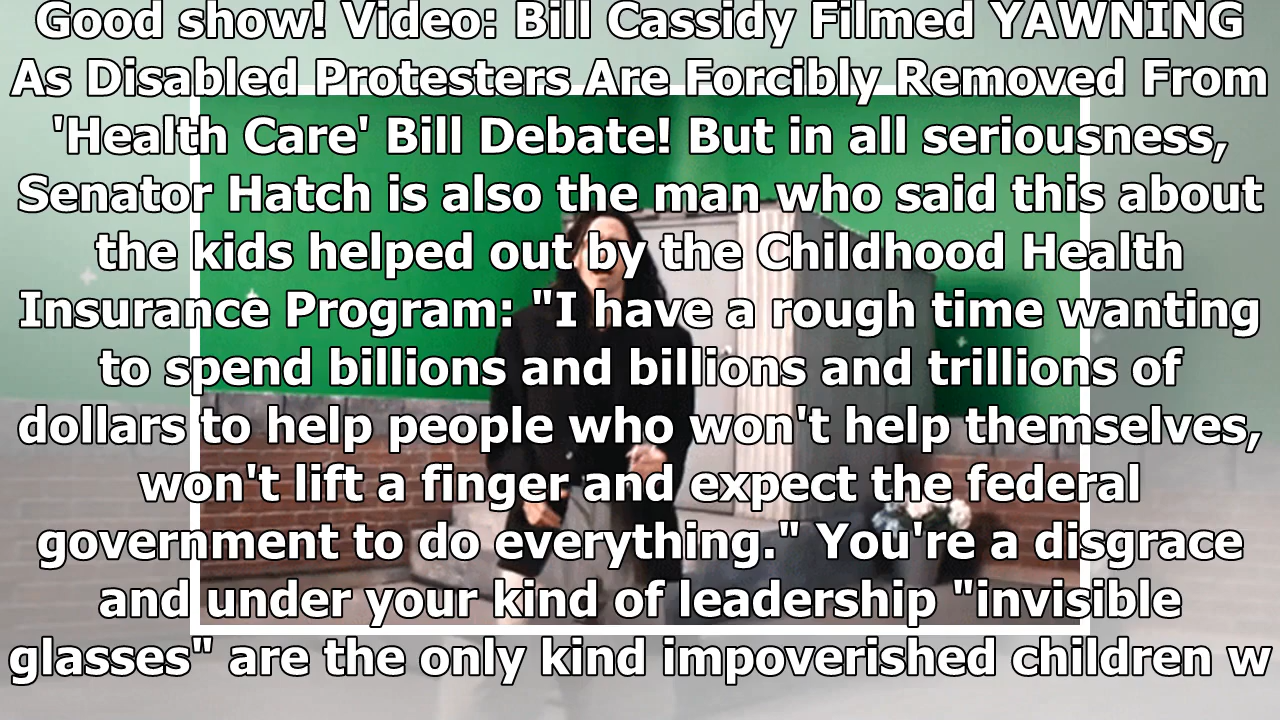 Good show! Video: Bill Cassidy Filmed YAWNING
As Disabled Protesters Are Forcibly Removed From
'Health Care' Bill Debate! But in all seriousness,
Senator Hatch is also the man who said this about
the kids helped out by the Childhood Health
Insurance Program: "I have a rough time wanting
to spend billions and billions and trillions of
dollars to help people who won't help themselves,
won't lift a finger and expect the federal
government to do everything." You're a disgrace
and under your kind of leadership "invisible
glasses" are the only kind impoverished children w